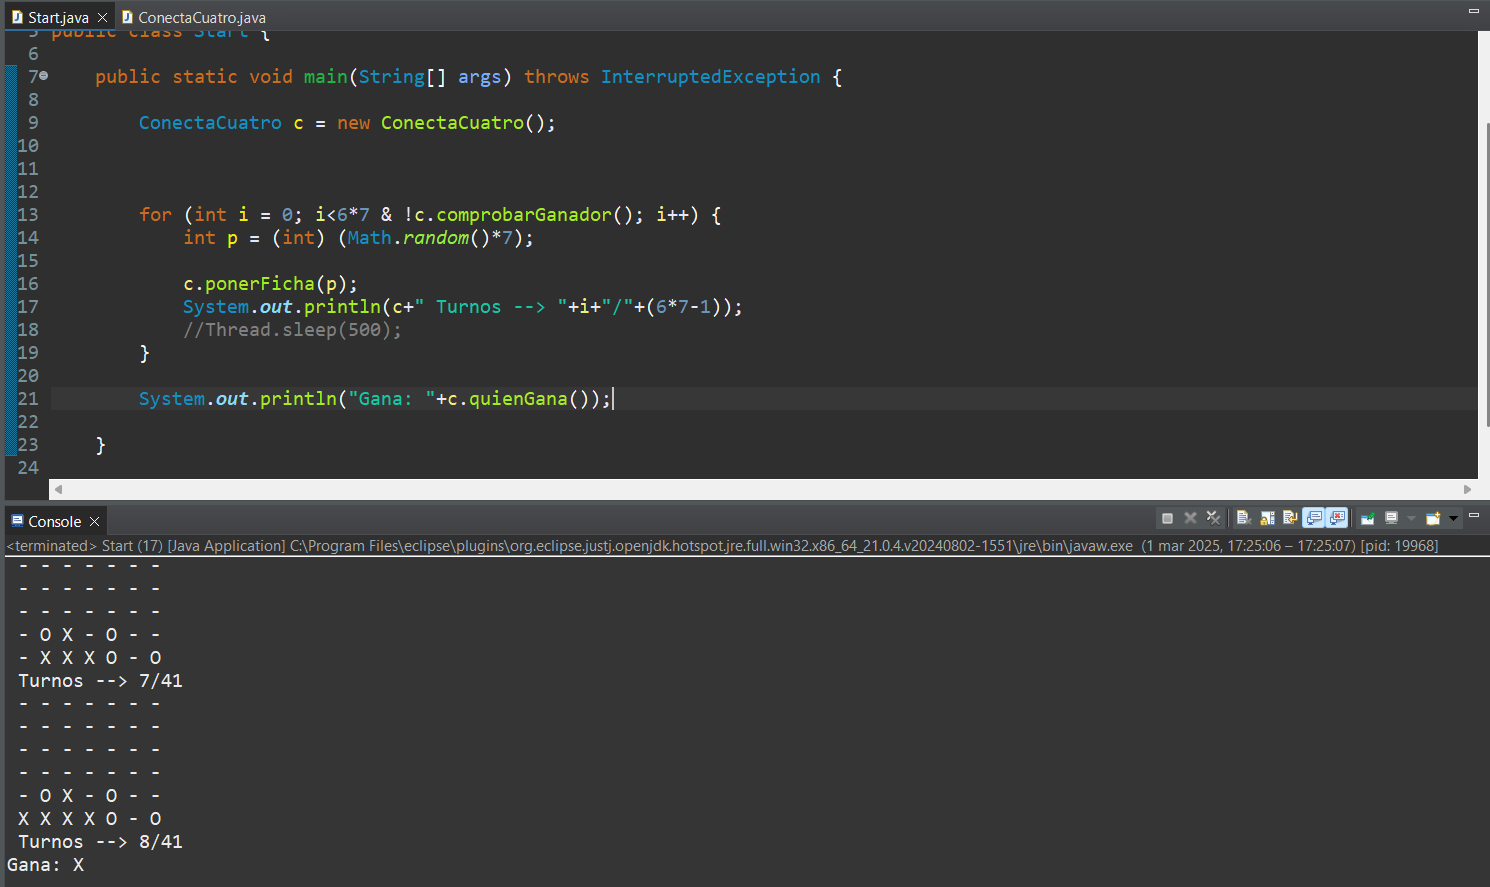 Start.java ConectaCuatro.java
5 public class Start {
6
7 public static void main(String[] args) throws InterruptedException {
8
9 ConectaCuatro c = new ConectaCuatro();
10
11
12
13 for (int i = 0; i<6*7 & !c.comprobarGanador(); i++) {
14 int p = (int) (Math.random()*7);
15
16 c.ponerFicha(p);
17 System.out.println(c+" Turnos --> "+i+"/"+(6*7-1));
18 //Thread.sleep(500);
19 }
20
21 System.out.println("Gana: "+c.quienGana());
22
23 }
24
Console
<terminated> Start (17) [Java Application] C:\Program Files\eclipse\plugins\org.eclipse.justj.openjdk.hotspot.jre.full.win32.x86_64_21.0.4.v20240802-1551\jre\bin\javaw.exe (1 mar 2025, 17:25:06 – 17:25:07) [pid: 19968]
- - - - - - -
- - - - - - -
- - - - - - -
- O X - O - -
- X X X O - O
Turnos --> 7/41
- - - - - - -
- - - - - - -
- - - - - - -
- - - - - - -
- O X - O - -
X X X X O - O
Turnos --> 8/41
Gana: X